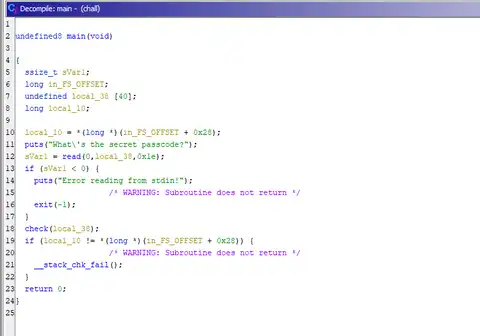 Decompile: main - (chall)
1
2 undefined8 main(void)
3
4 {
5 ssize_t sVar1;
6 long in_FS_OFFSET;
7 undefined local_38 [40];
8 long local_10;
9
10 local_10 = *(long *)(in_FS_OFFSET + 0x28);
11 puts("What\'s the secret passcode?");
12 sVar1 = read(0,local_38,0x1e);
13 if (sVar1 < 0) {
14 puts("Error reading from stdin!");
15 /* WARNING: Subroutine does not return */
16 exit(-1);
17 }
18 check(local_38);
19 if (local_10 != *(long *)(in_FS_OFFSET + 0x28)) {
20 /* WARNING: Subroutine does not return */
21 __stack_chk_fail();
22 }
23 return 0;
24 }
25